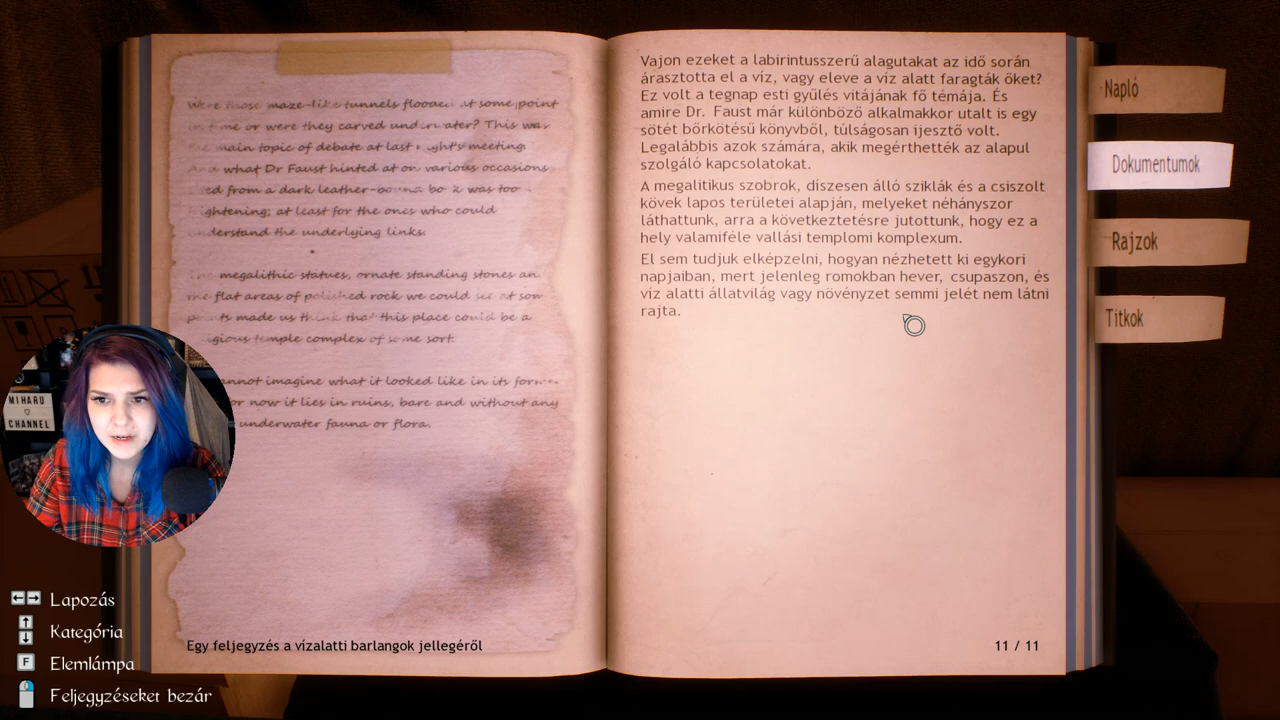 Were those maze-like tunnels flooded at some point
time or were they carved underwater? This was
main topic of debate at last night's meeting.
what Dr Faust hinted at on various occasions
from a dark leather-bound book was too
at least for the ones who could
understand the underlying links.
megalithic statues, ornate standing stones an
flat areas of polished rock we could see at som
made us think that this place could be a
temple complex of some sort.
cannot imagine what it looked like in its
or now it lies in ruins, bare and without any
underwater fauna or flora.
Egy feljegyzés a vízalatti barlangok jellegéről
Vajon ezeket a labirintusszerű alagutakat az idő során
árasztotta el a víz, vagy eleve a víz alatt faragták őket?
Ez volt a tegnap esti gyűlés vitájának fő témája. És
amire Dr. Faust már különböző alkalmakkor utalt is egy
sötét bőrkötésű könyvből, túlságosan ijesztő volt.
Legalábbis azok számára, akik megérthették az alapul
szolgáló kapcsolatokat.
A megalitikus szobrok, díszesen álló sziklák és a csiszolt
kövek lapos területei alapján, melyeket néhányszor
láthattunk, arra a következtetésre jutottunk, hogy ez a
hely valamiféle vallási templomi komplexum.
El sem tudjuk elképzelni, hogyan nézhetett ki egykori
napjaiban, mert jelenleg romokban hever, csupaszon, és
víz alatti állatvilág vagy növényzet semmi jelét nem látni
rajta.
11 / 11
Napló
Dokumentumok
Rajzok
Titkok
MIHARU
CHANNEL
Lapozás
Kategória
F Elemlámpa
Feljegyzéseket bezár